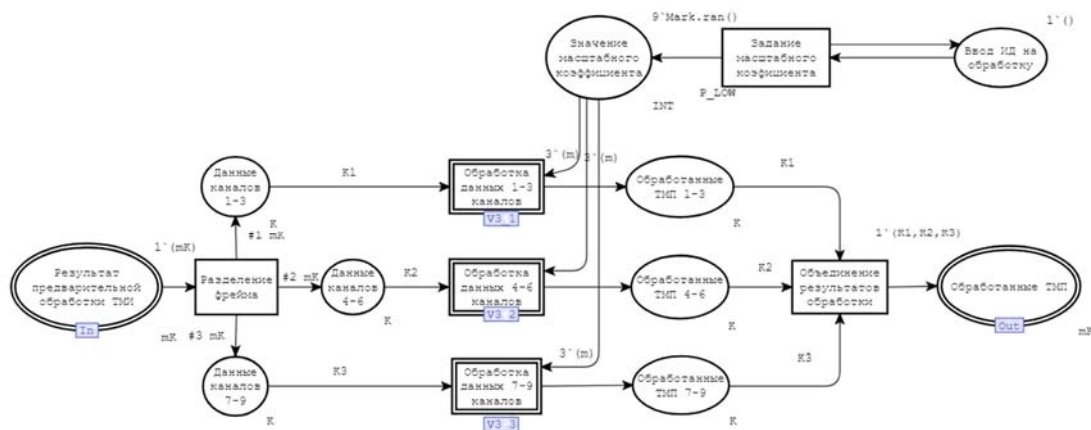 9`Mark.ran()
1`()
Значение
масштабного
коэффициента
Задание
масштабного
коэфициента
Ввод ИД на
обработку
P_LOW
INT
3`(m)
3`(m)
Данные
каналов
1-3
K1
Обработка
данных 1-3
каналов
V3_1
Обработанные
ТМП 1-3
K1
K
K
1`(mK)
#1 mK
1`(K1,K2,K3)
Результат
предварительной
обработки ТМИ
In
Разделение
фрейма
#2 mK
Данные
каналов
4-6
K2
Обработка
данных 4-6
каналов
V3_2
Обработанные
ТМП 4-6
K2
Объединение
результатов
обработки
Обработанные ТМП
Out
mK
#3 mK
K
K
mK
3`(m)
Данные
каналов
7-9
K3
Обработка
данных 7-9
каналов
V3_3
Обработанные
ТМП 7-9
K3
K
K